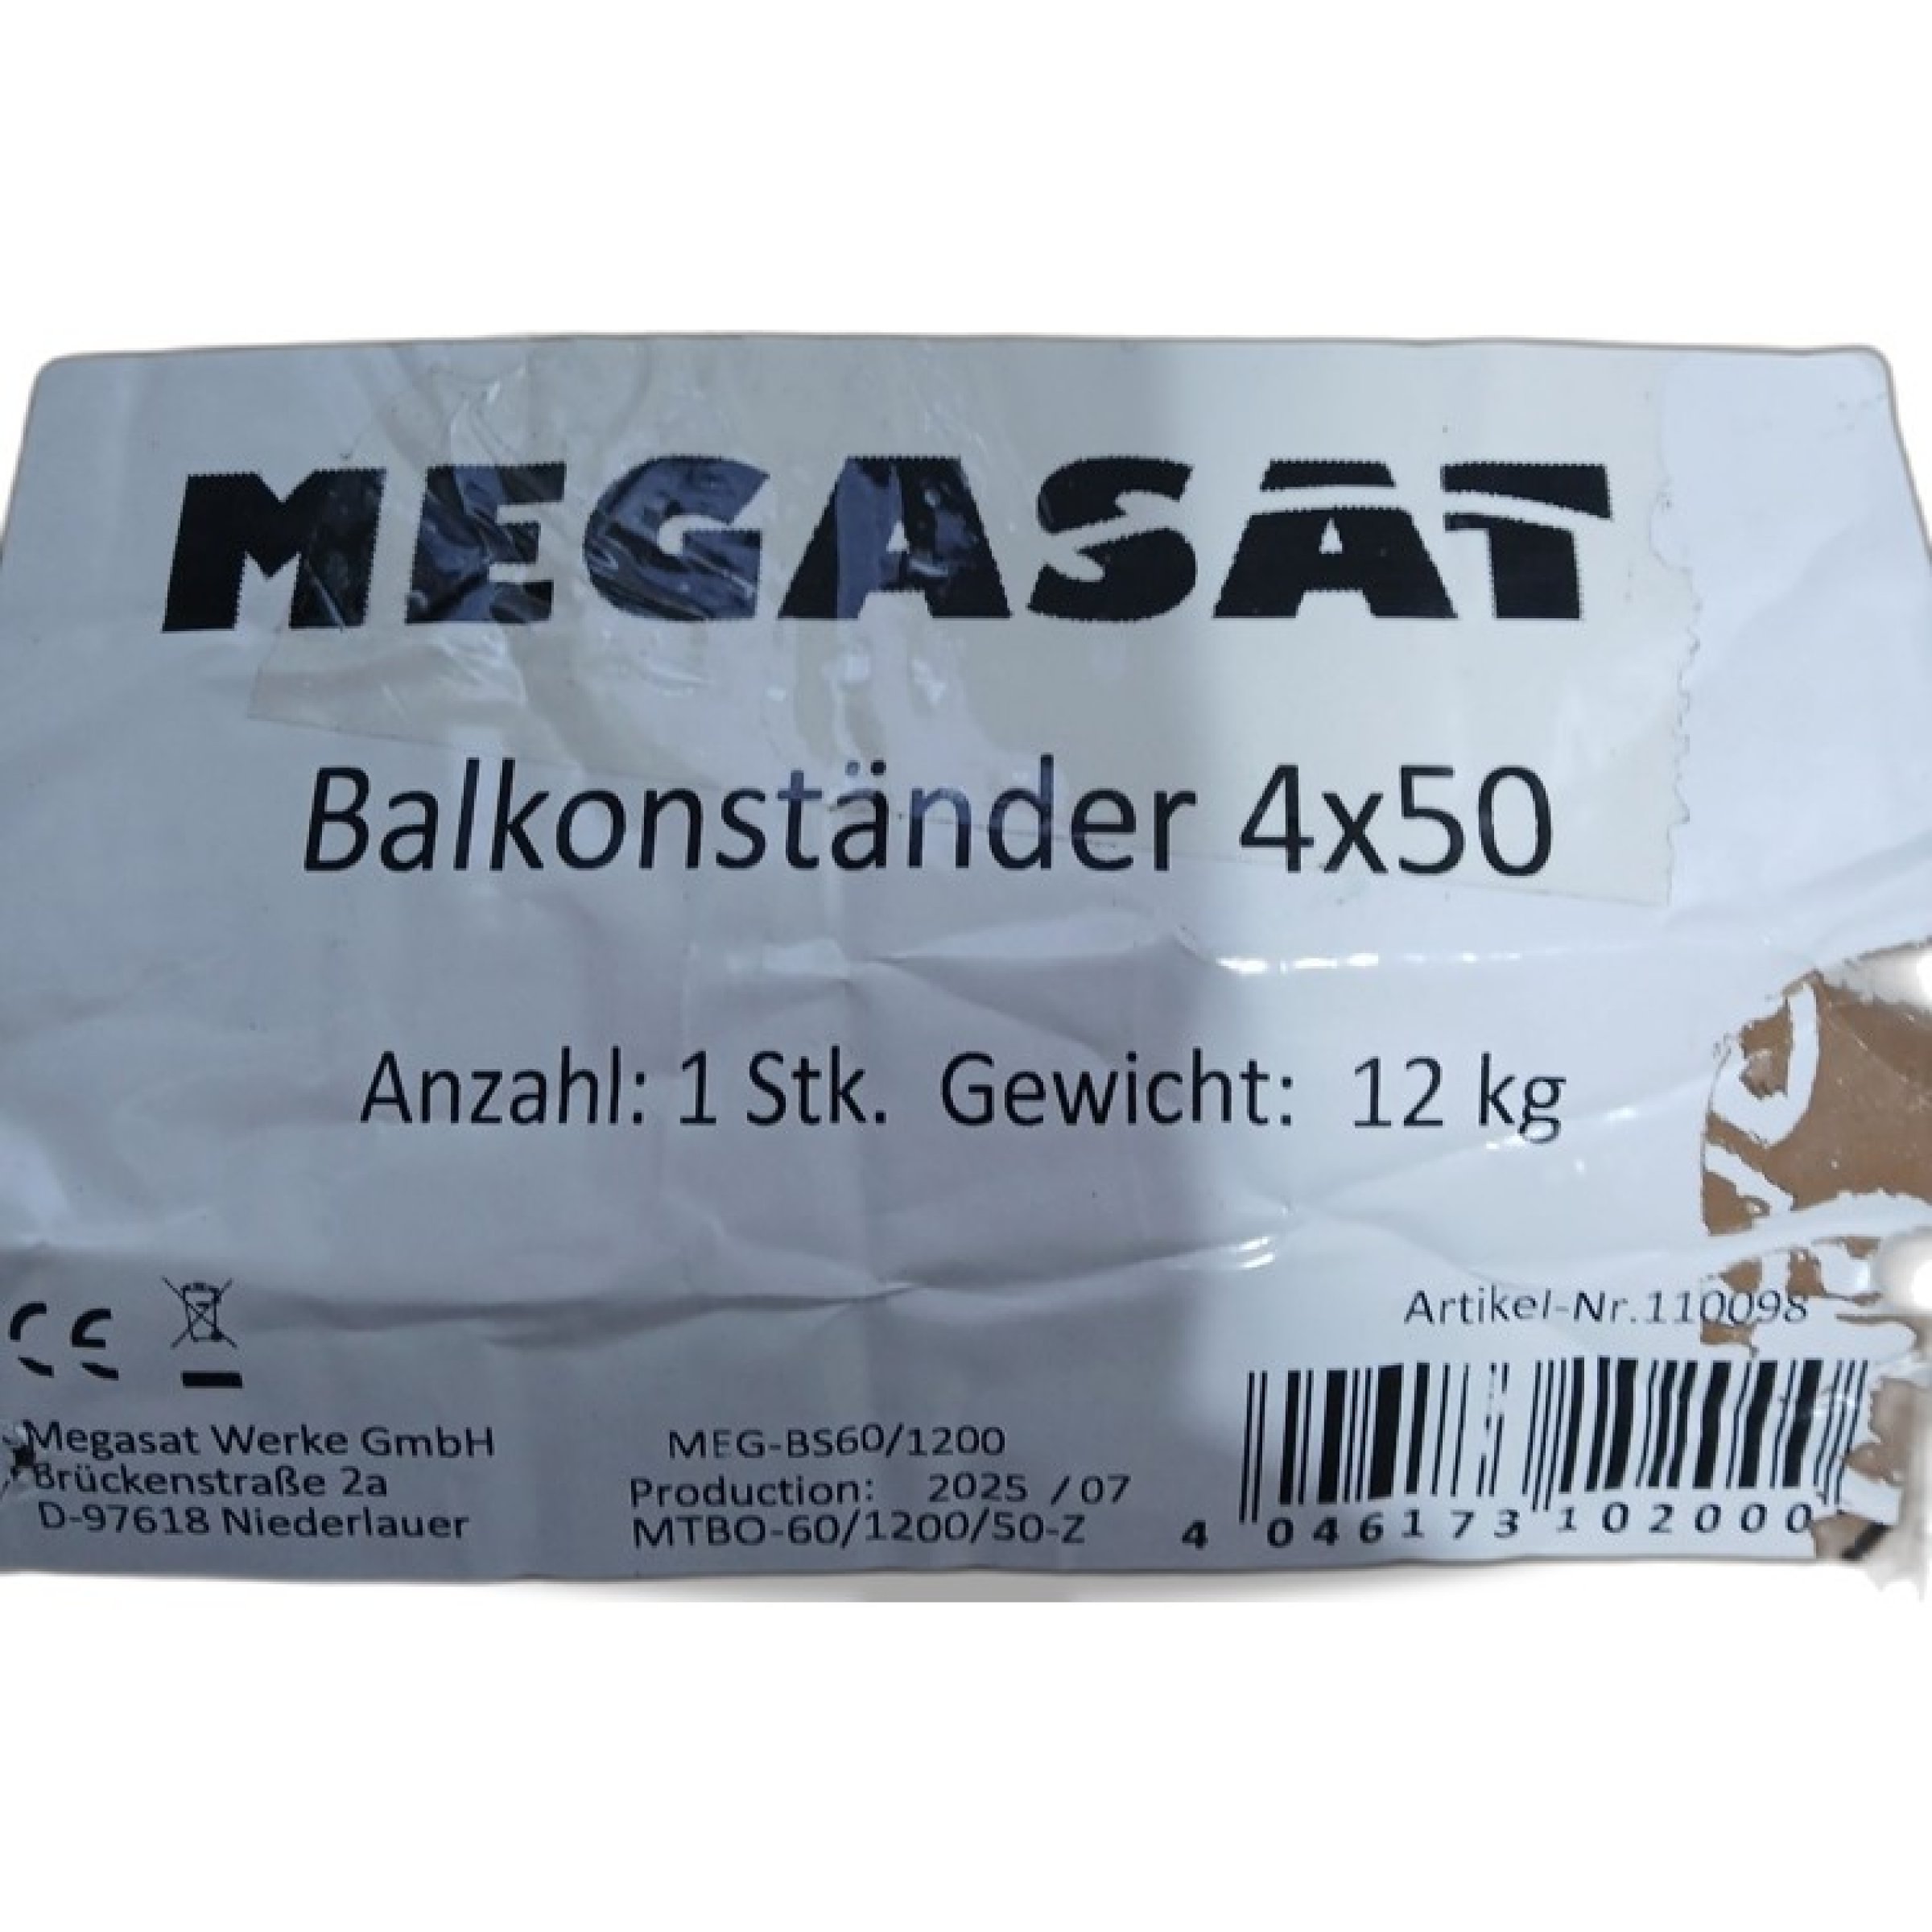 MEGASAT
Balkonständer 4x50
Anzahl: 1 Stk. Gewicht: 12 kg
CE
Artikel-Nr.110098
Megasat Werke GmbH
Brückenstraße 2a
D-97618 Niederlauer
MEG-BS60/1200
Production: 2025 /07
MTBO-60/1200/50-Z
4 046173 102000